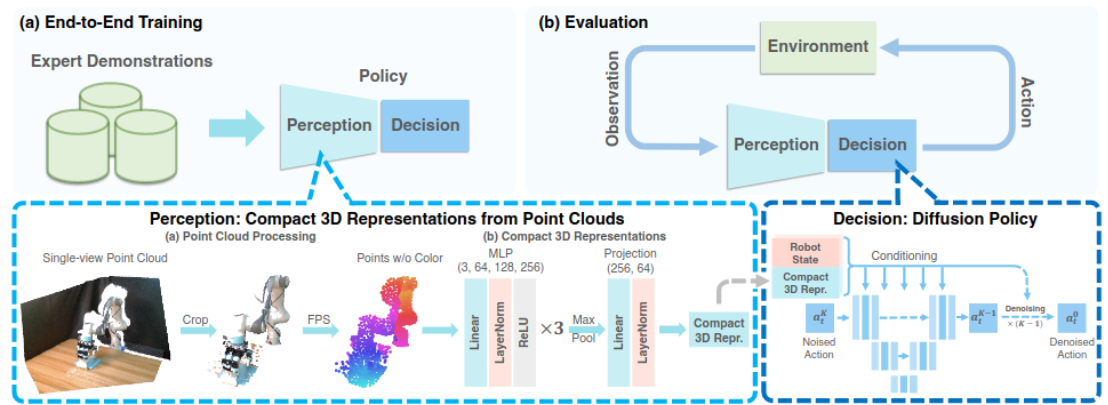 (a) End-to-End Training
Expert Demonstrations
Policy
Perception
Decision
(b) Evaluation
Environment
Observation
Action
Perception
Decision
Perception: Compact 3D Representations from Point Clouds
(a) Point Cloud Processing
(b) Compact 3D Representations
Single-view Point Cloud
Crop
FPS
Points w/o Color
MLP
(3, 64, 128, 256)
Linear
LayerNorm
ReLU
×3
Max
Pool
Projection
(256, 64)
Linear
LayerNorm
Compact
3D Repr.
Decision: Diffusion Policy
Robot
State
Compact
3D Repr.
Conditioning
a_t^K
Noised
Action
a_t^{K-1}
Denoising
× (K − 1)
a_t^0
Denoised
Action